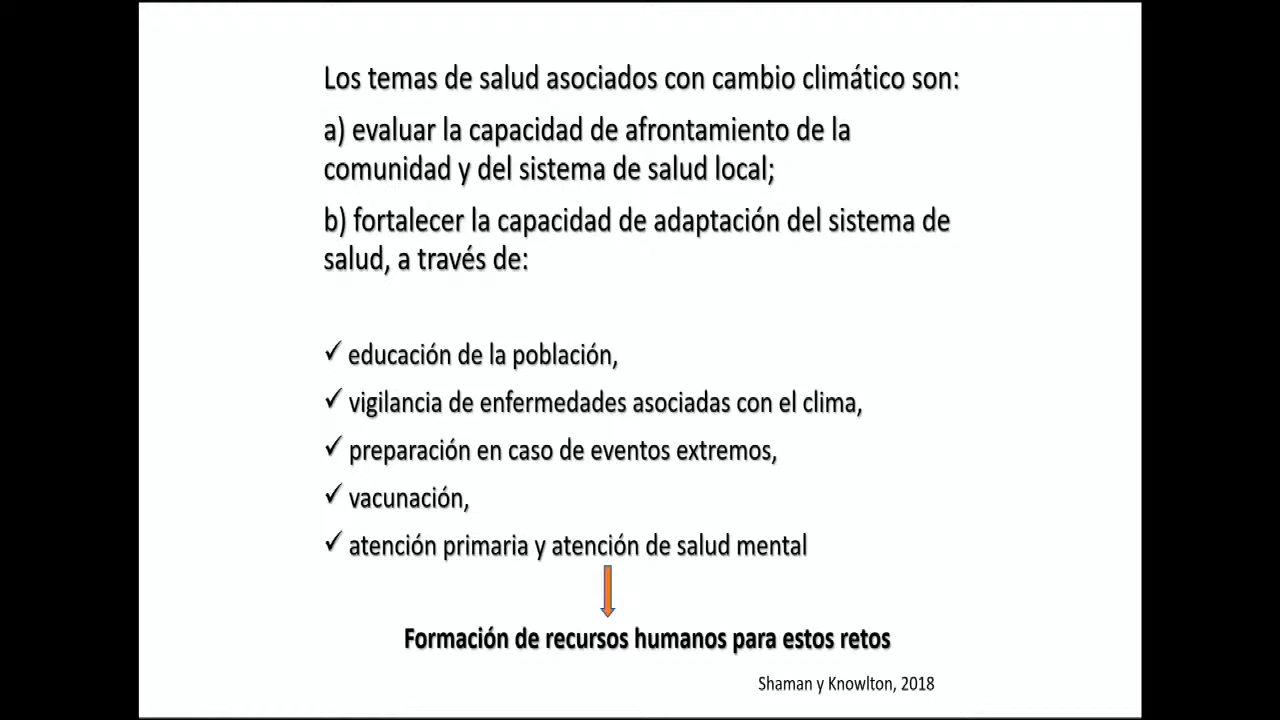 Los temas de salud asociados con cambio climático son:
a) evaluar la capacidad de afrontamiento de la
comunidad y del sistema de salud local;
b) fortalecer la capacidad de adaptación del sistema de
salud, a través de:
✓ educación de la población,
✓ vigilancia de enfermedades asociadas con el clima,
✓ preparación en caso de eventos extremos,
✓ vacunación,
✓ atención primaria y atención de salud mental
Formación de recursos humanos para estos retos
Shaman y Knowlton, 2018